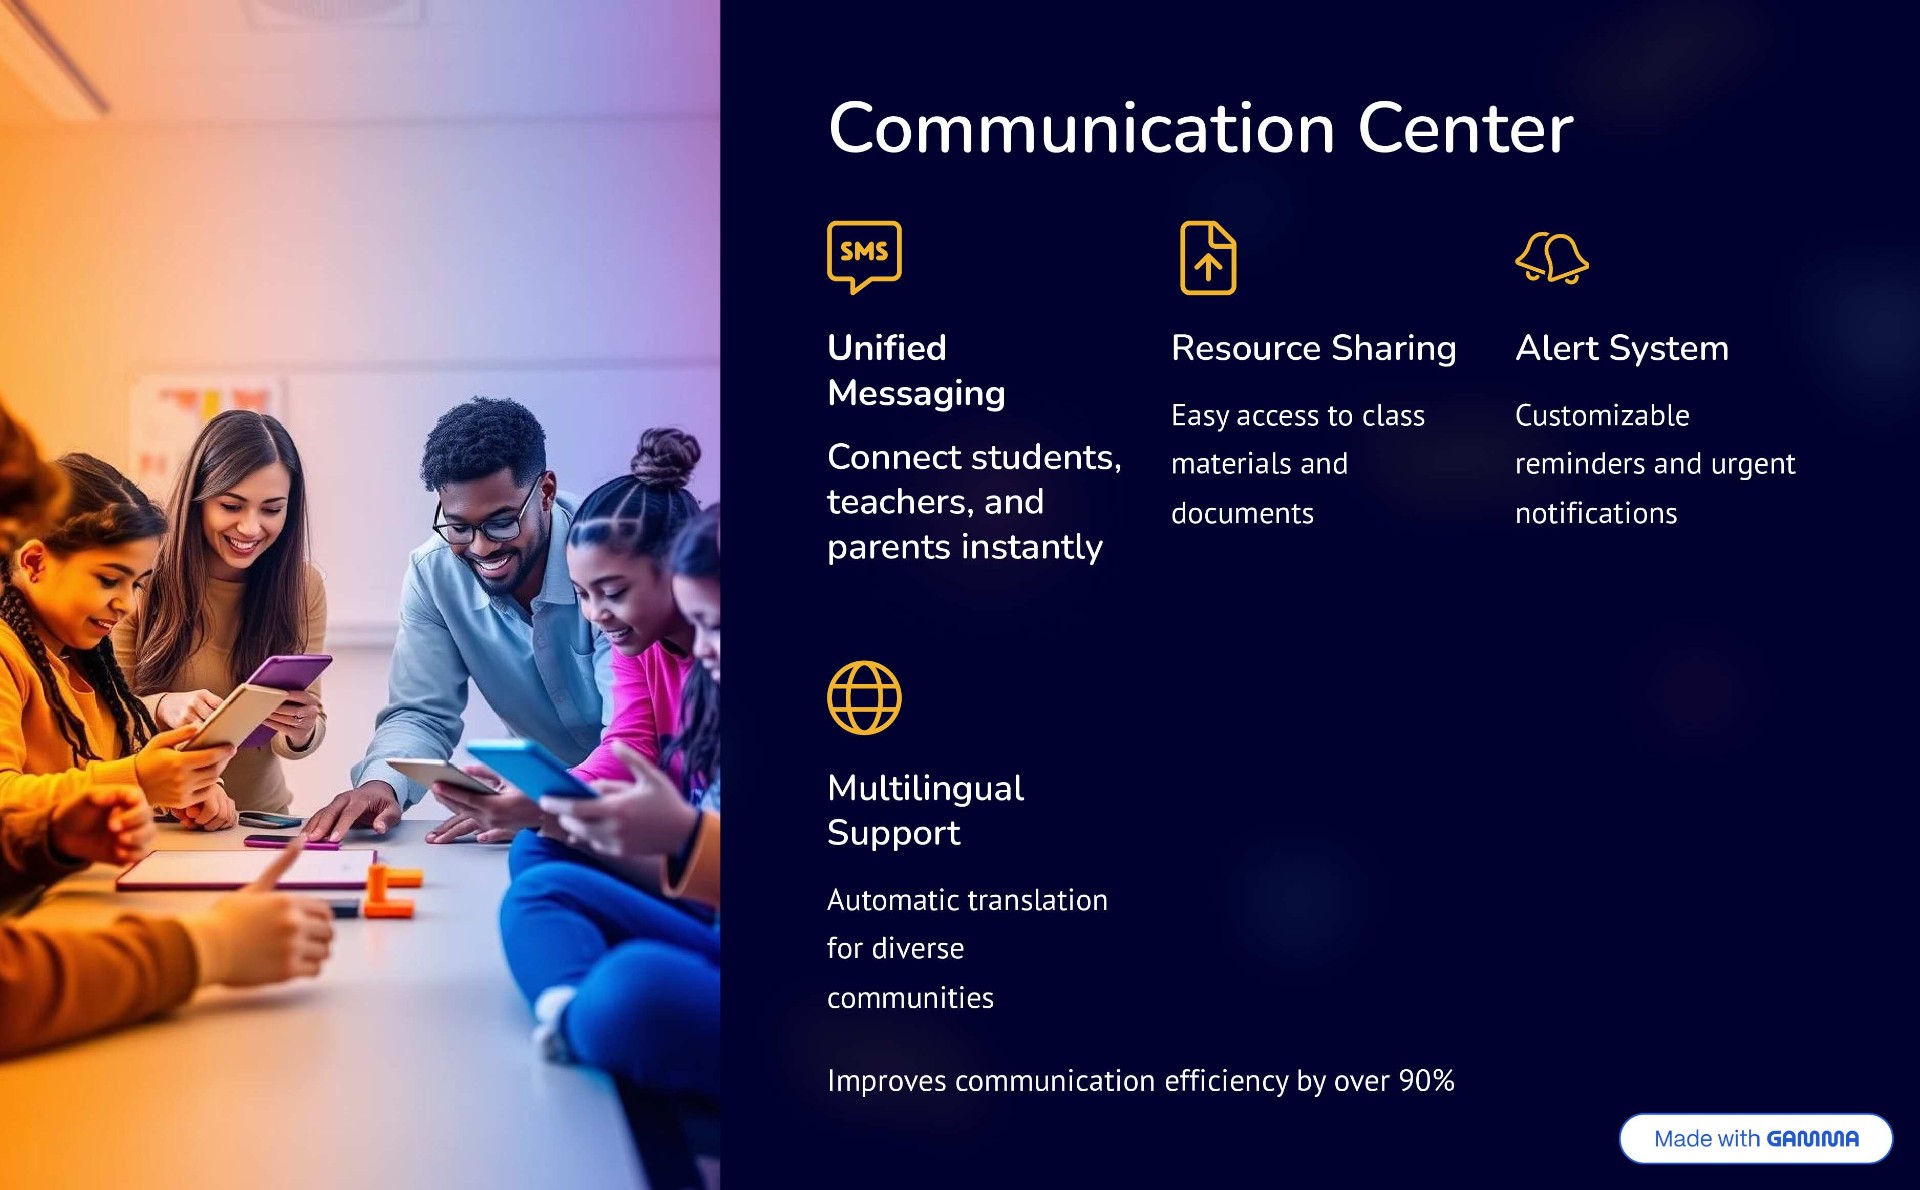 Communication Center
SMS
Unified
Messaging
Connect students,
teachers, and
parents instantly
Resource Sharing
Easy access to class
materials and
documents
Alert System
Customizable
reminders and urgent
notifications
Multilingual
Support
Automatic translation
for diverse
communities
Improves communication efficiency by over 90%
Made with GAMMA